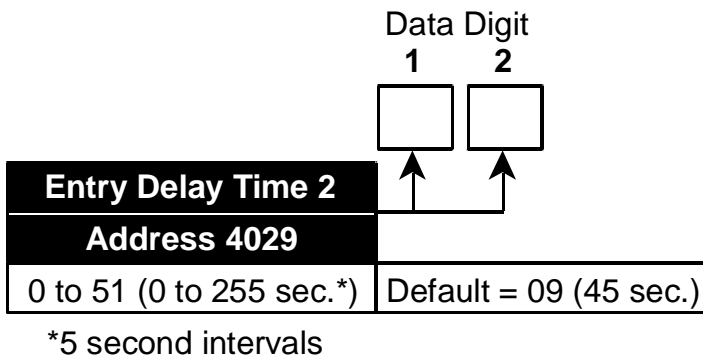 Data Digit
1 2
Entry Delay Time 2
Address 4029
0 to 51 (0 to 255 sec.*) Default = 09 (45 sec.)
*5 second intervals